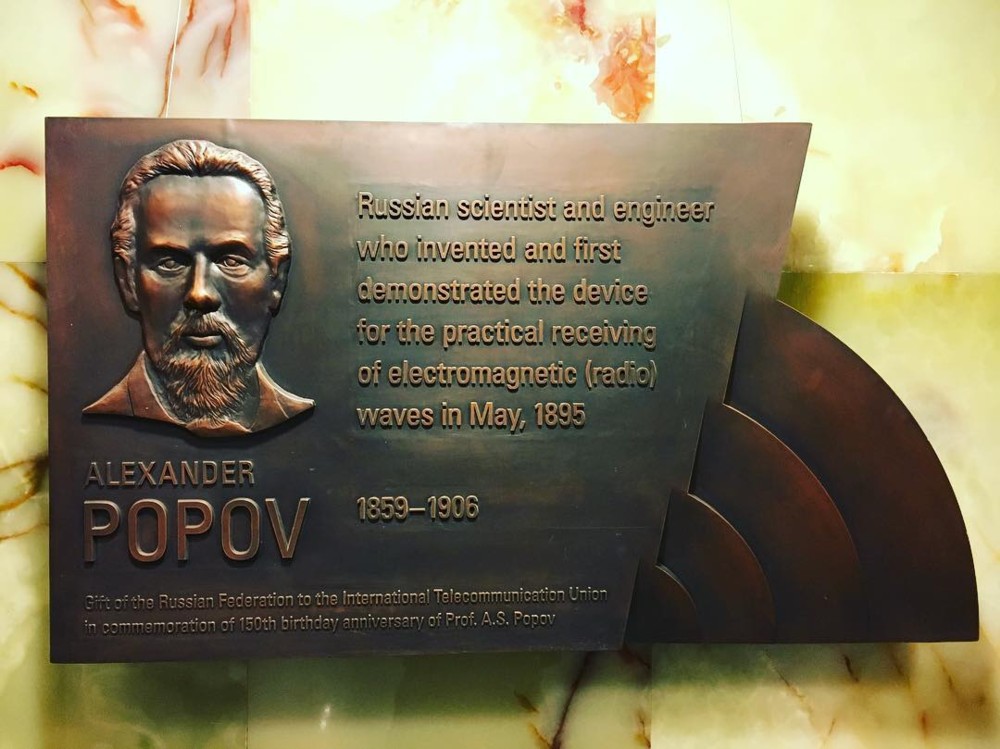 Russian scientist and engineer
who invented and first
demonstrated the device
for the practical receiving
of electromagnetic (radio)
waves in May, 1895
ALEXANDER
POPOV
1859–1906
Gift of the Russian Federation to the International Telecommunication Union
in commemoration of 150th birthday anniversary of Prof. A.S. Popov